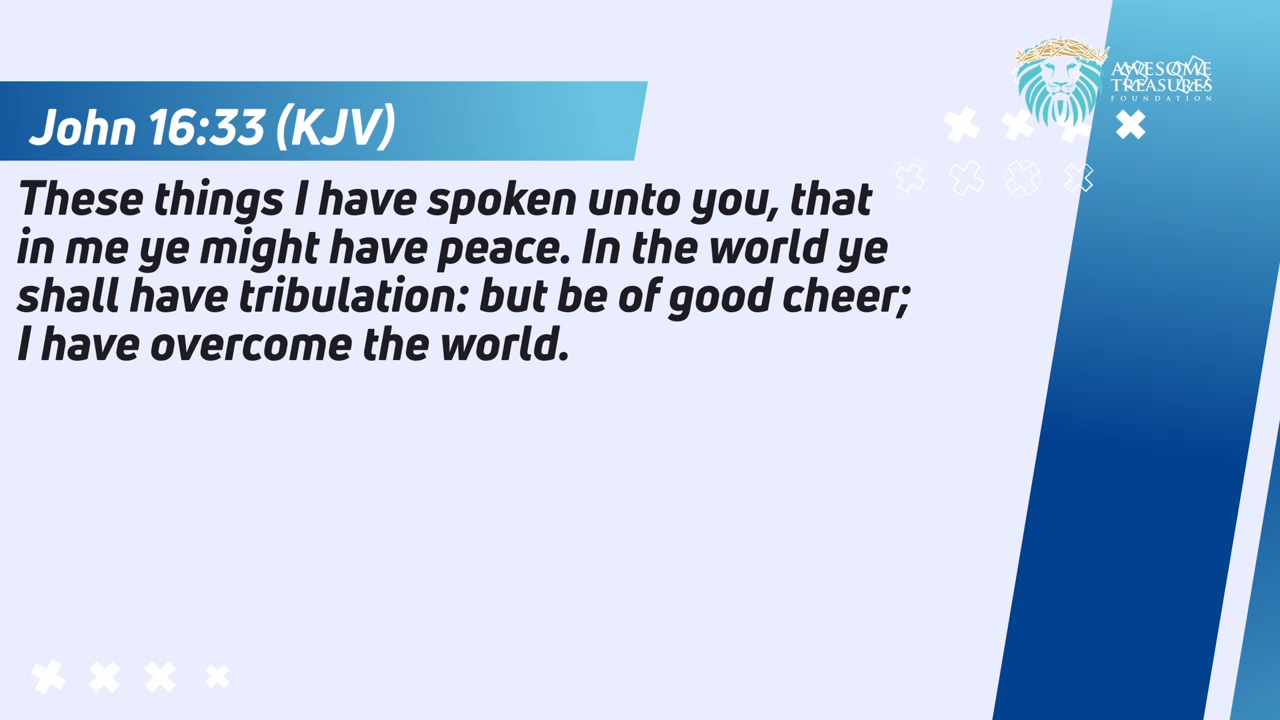 AWESOME
TREASURES
FOUNDATION
John 16:33 (KJV)
These things I have spoken unto you, that
in me ye might have peace. In the world ye
shall have tribulation: but be of good cheer;
I have overcome the world.